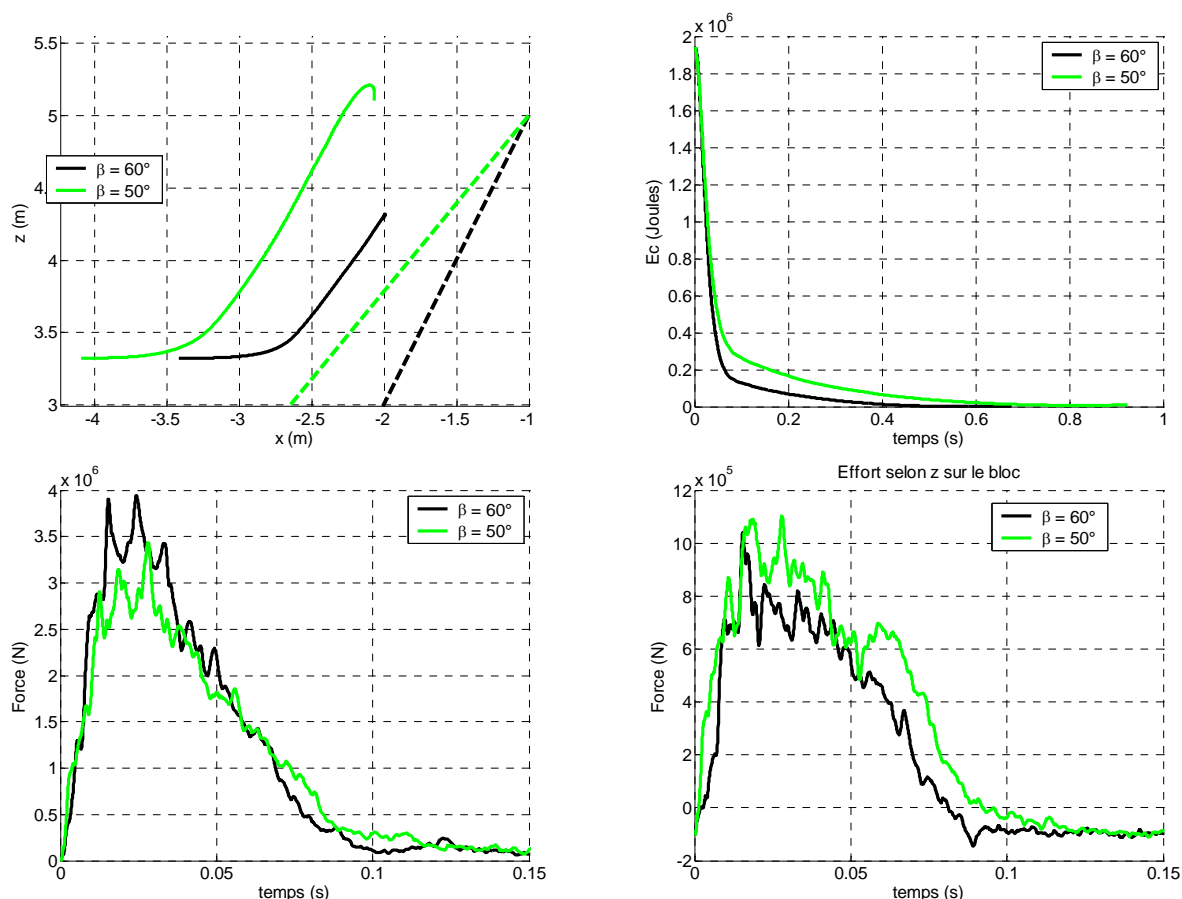 5.5
5
4.
4
3.5
3
z (m)
-4
-3.5
-3
-2.5
-2
-1.5
-1
x (m)
β = 60°
β = 50°
x 10^6
2
1.8
1.6
1.4
1.2
1
0.8
0.6
0.4
0.2
0
Ec (Joules)
0
0.2
0.4
0.6
0.8
1
temps (s)
β = 60°
β = 50°
x 10^6
4
3.5
3
2.5
2
1.5
1
0.5
0
Force (N)
0
0.05
0.1
0.15
temps (s)
β = 60°
β = 50°
Effort selon z sur le bloc
x 10^5
12
10
8
6
4
2
0
-2
Force (N)
0
0.05
0.1
0.15
temps (s)
β = 60°
β = 50°